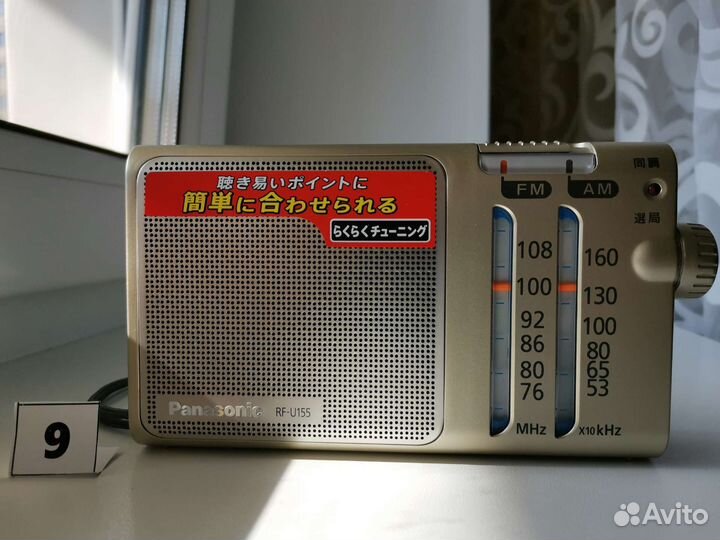 聴き易いポイントに
簡単に合わせられる
らくらくチューニング
Panasonic RF-U155
FM AM
同調
選局
108 160
100 130
92 100
86 80
80 65
76 53
MHz X10kHz
9
Avito